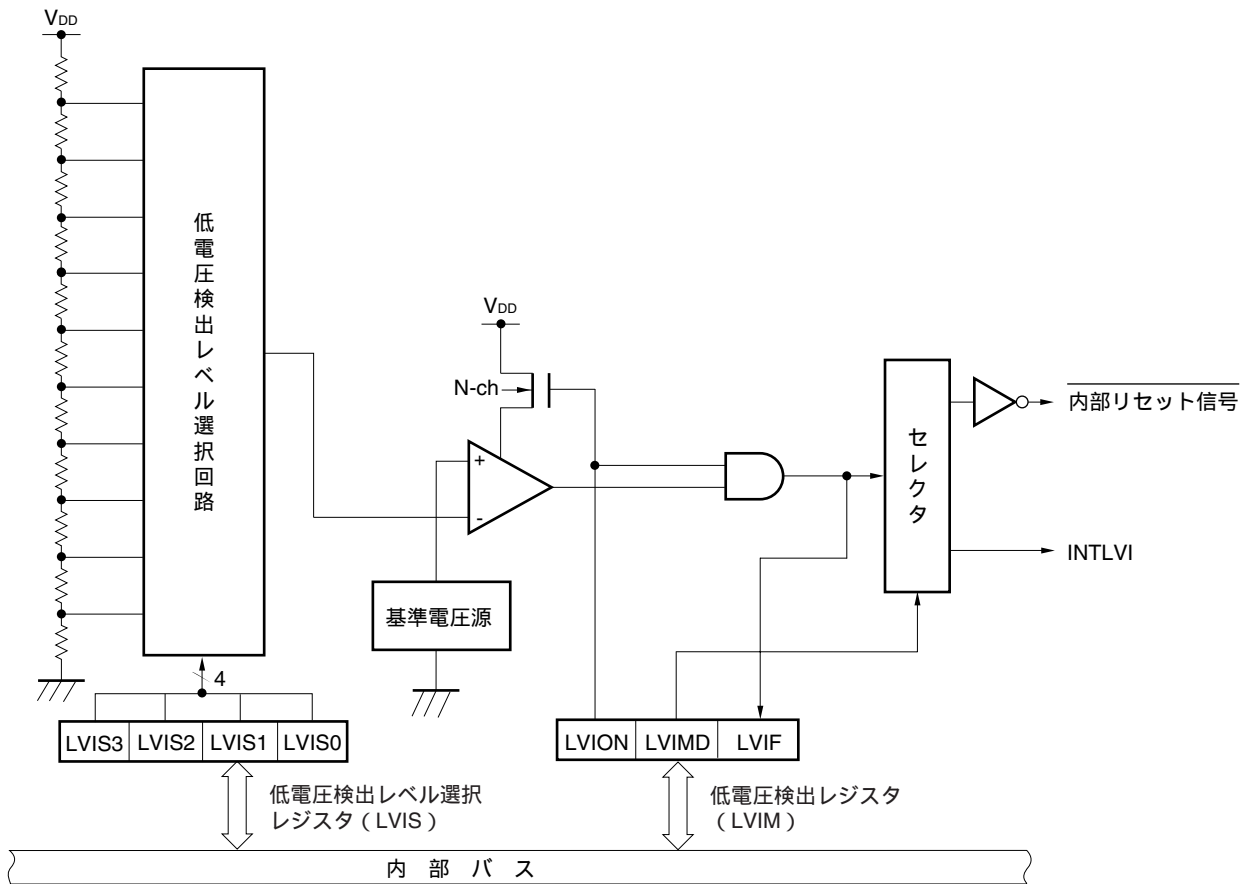 VDD
低電圧検出レベル選択回路
VDD
N-ch
+
-
基準電圧源
セレクタ
内部リセット信号
INTLVI
4
LVIS3 LVIS2 LVIS1 LVIS0
LVION LVIMD LVIF
低電圧検出レベル選択
レジスタ（LVIS）
低電圧検出レジスタ
（LVIM）
内 部 バ ス